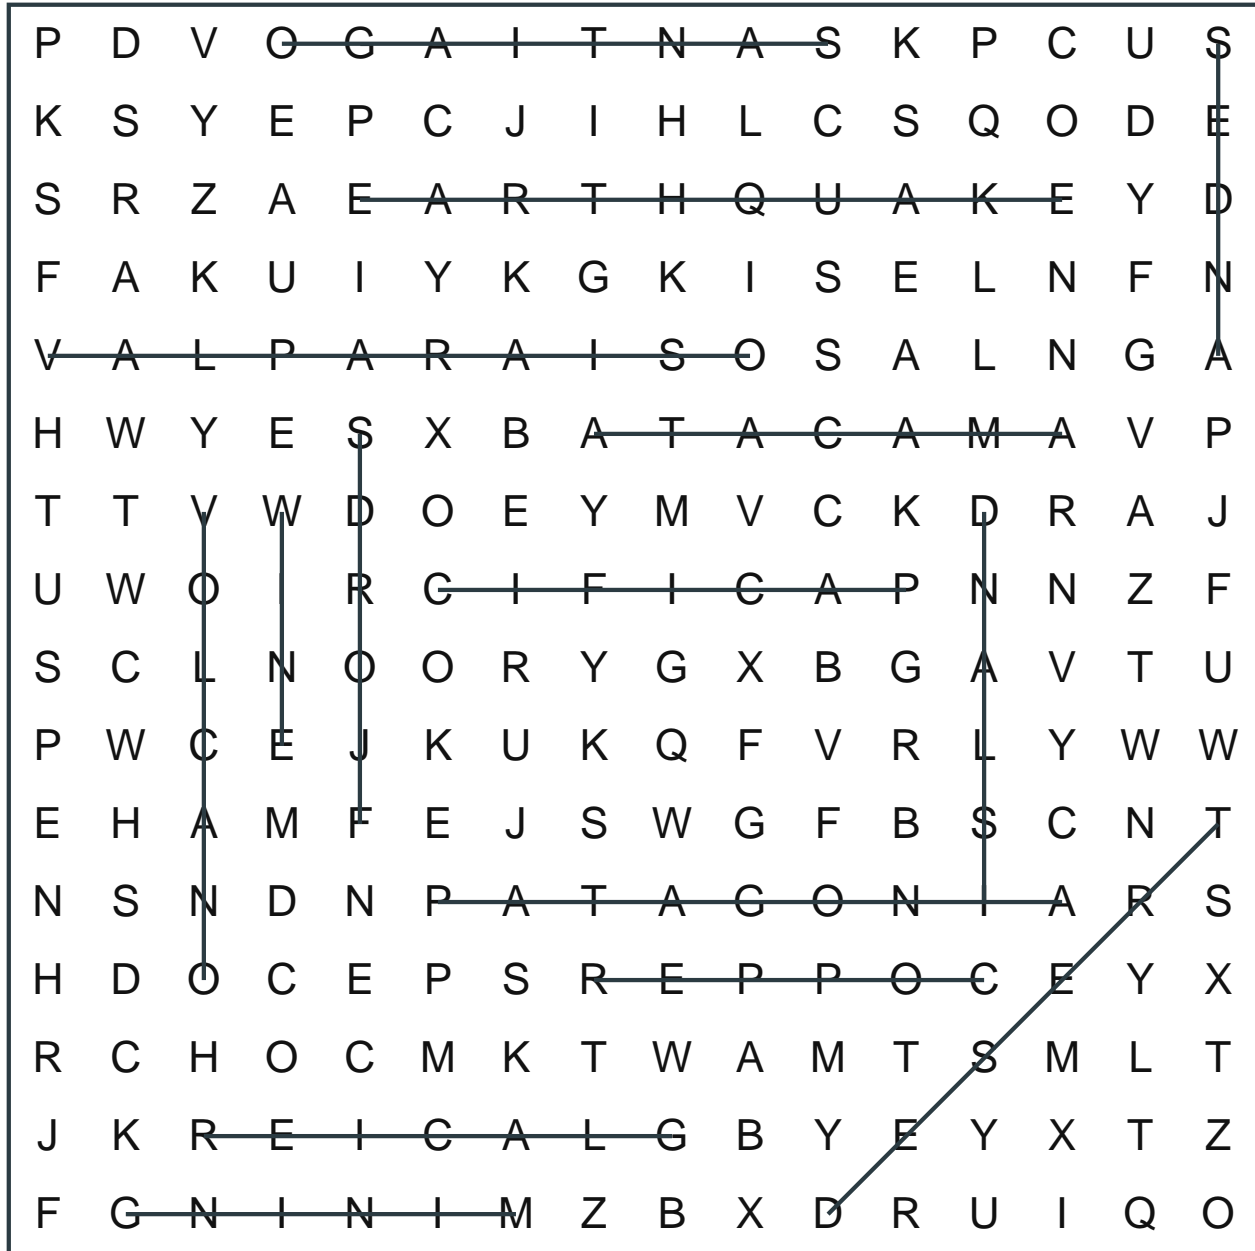 P D V O G A I T N A S K P C U S
K S Y E P C J I H L C S Q O D E
S R Z A E A R T H Q U A K E Y D
F A K U I Y K G K I S E L N F N
V A L P A R A I S O S A L N G A
H W Y E S X B A T A C A M A V P
T T V W D O E Y M V C K D R A J
U W O I R C I F I C A P N N Z F
S C L N O O R Y G X B G A V T U
P W C E J K U K Q F V R L Y W W
E H A M F E J S W G F B S C N T
N S N D N P A T A G O N I A R S
H D O C E P S R E P P O C E Y X
R C H O C M K T W A M T S M L T
J K R E I C A L G B Y E Y X T Z
F G N I N I M Z B X D R U I Q O